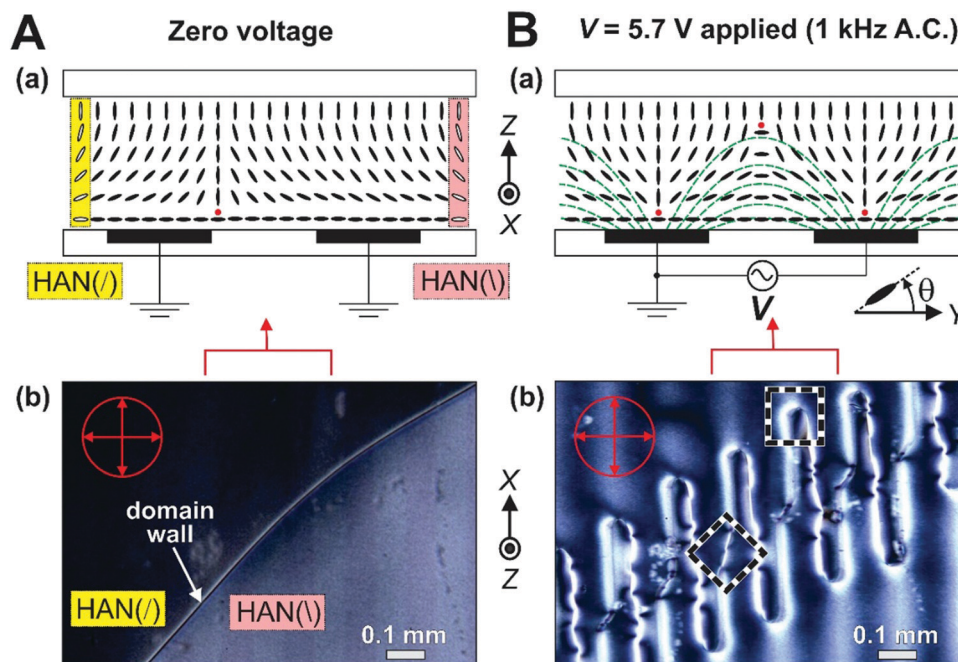 A Zero voltage
B V = 5.7 V applied (1 kHz A.C.)
(a)
(a)
Z
X
HAN(/)
HAN(\)
V
θ
Y
(b)
(b)
domain
wall
HAN(/)
HAN(\)
0.1 mm
X
Z
0.1 mm